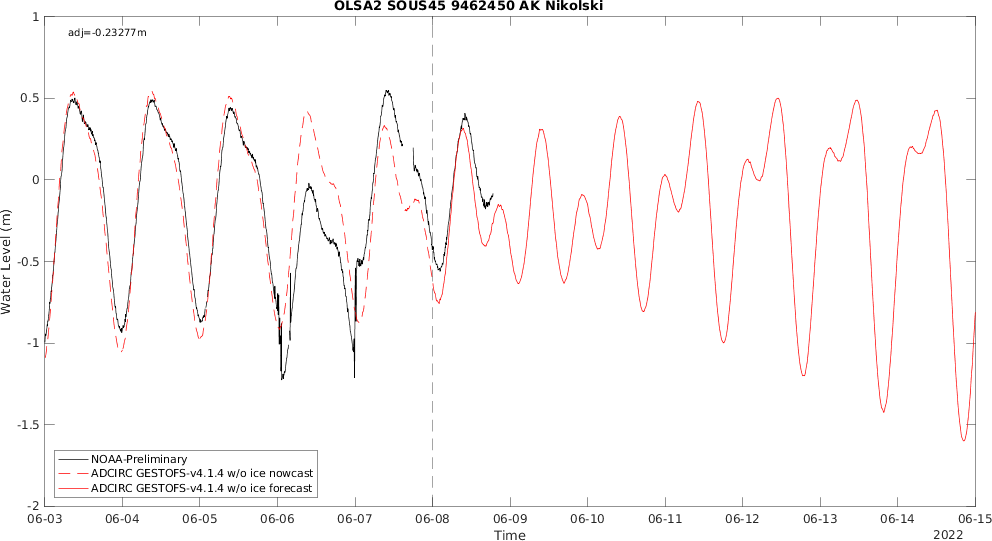 OLSA2 SOUS45 9462450 AK Nikolski
adj=-0.23277m
1
0.5
0
-0.5
-1
-1.5
-2
Water Level (m)
NOAA-Preliminary
ADCIRC GESTOFS-v4.1.4 w/o ice nowcast
ADCIRC GESTOFS-v4.1.4 w/o ice forecast
06-03 06-04 06-05 06-06 06-07 06-08 06-09 06-10 06-11 06-12 06-13 06-14 06-15
Time
2022